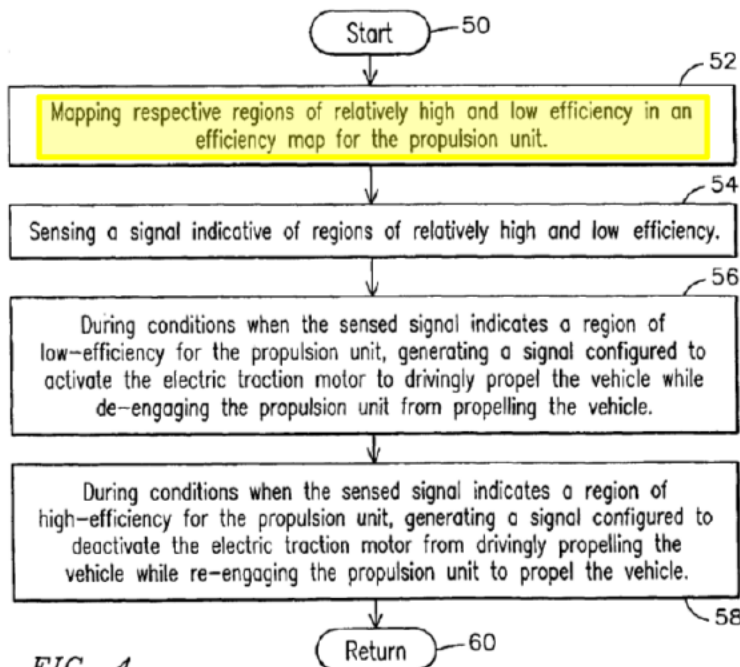 Start
50
52
Mapping respective regions of relatively high and low efficiency in an
efficiency map for the propulsion unit.
54
Sensing a signal indicative of regions of relatively high and low efficiency.
56
During conditions when the sensed signal indicates a region of
low-efficiency for the propulsion unit, generating a signal configured to
activate the electric traction motor to drivingly propel the vehicle while
de-engaging the propulsion unit from propelling the vehicle.
During conditions when the sensed signal indicates a region of
high-efficiency for the propulsion unit, generating a signal configured to
deactivate the electric traction motor from drivingly propelling the
vehicle while re-engaging the propulsion unit to propel the vehicle.
58
Return
60
FIG. 4